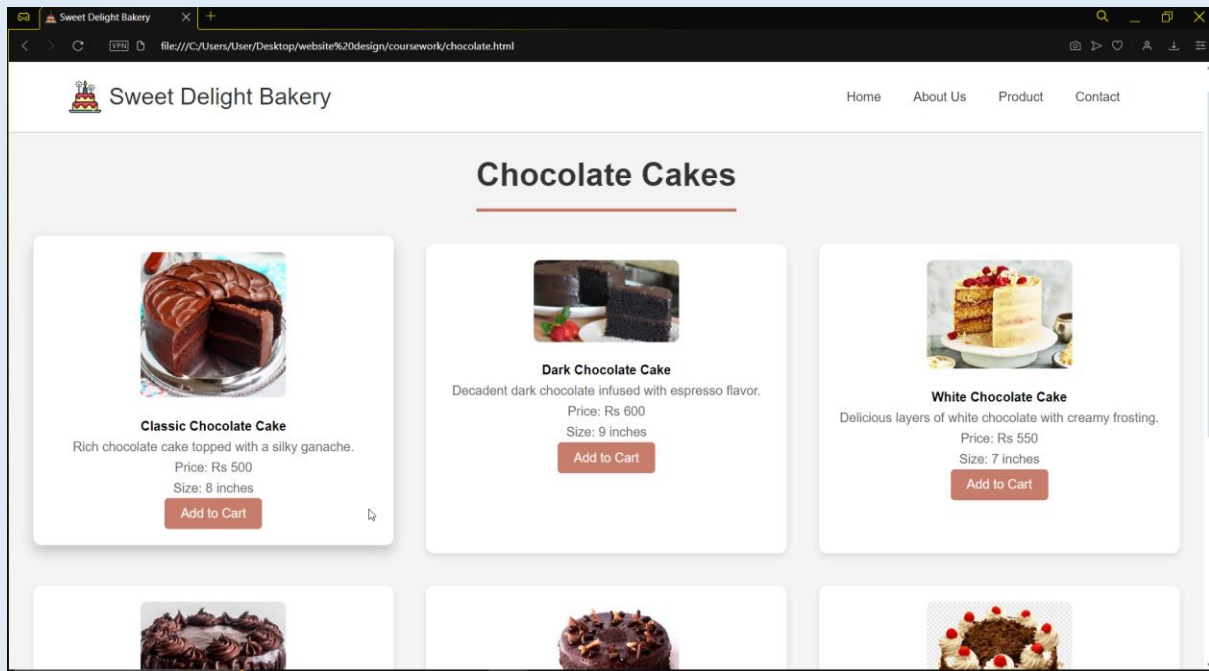 Sweet Delight Bakery
VPN
file:///C:/Users/User/Desktop/website%20design/coursework/chocolate.html
Sweet Delight Bakery
Home
About Us
Product
Contact
Chocolate Cakes
Classic Chocolate Cake
Rich chocolate cake topped with a silky ganache.
Price: Rs 500
Size: 8 inches
Add to Cart
Dark Chocolate Cake
Decadent dark chocolate infused with espresso flavor.
Price: Rs 600
Size: 9 inches
Add to Cart
White Chocolate Cake
Delicious layers of white chocolate with creamy frosting.
Price: Rs 550
Size: 7 inches
Add to Cart